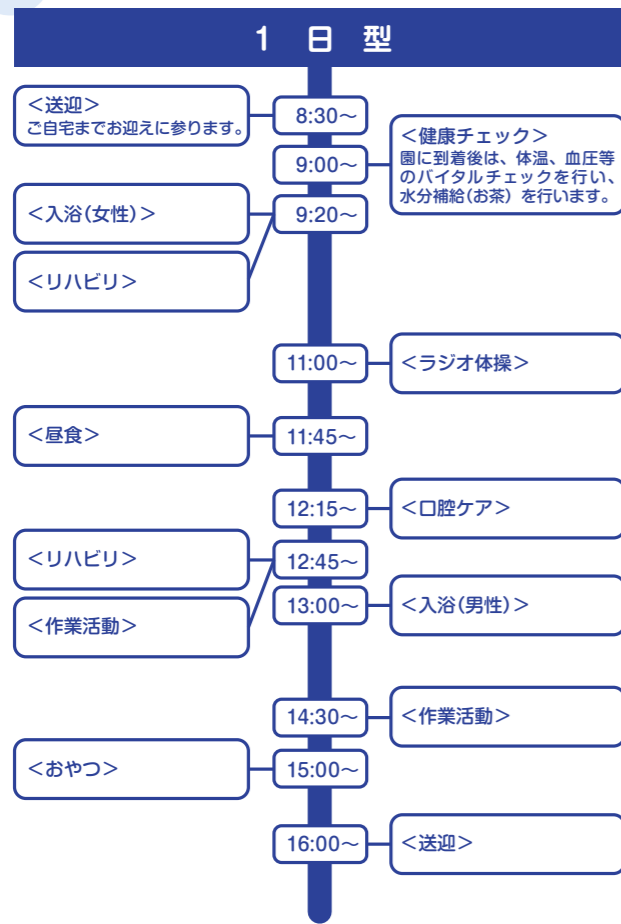 1 日 型
＜送迎＞
ご自宅までお迎えに参ります。
8:30～
9:00～
＜健康チェック＞
園に到着後は、体温、血圧等
のバイタルチェックを行い、
水分補給(お茶）を行います。
＜入浴(女性)＞
9:20～
＜リハビリ＞
11:00～
＜ラジオ体操＞
＜昼食＞
11:45～
12:15～
＜口腔ケア＞
＜リハビリ＞
12:45～
＜作業活動＞
13:00～
＜入浴(男性)＞
14:30～
＜作業活動＞
＜おやつ＞
15:00～
16:00～
＜送迎＞